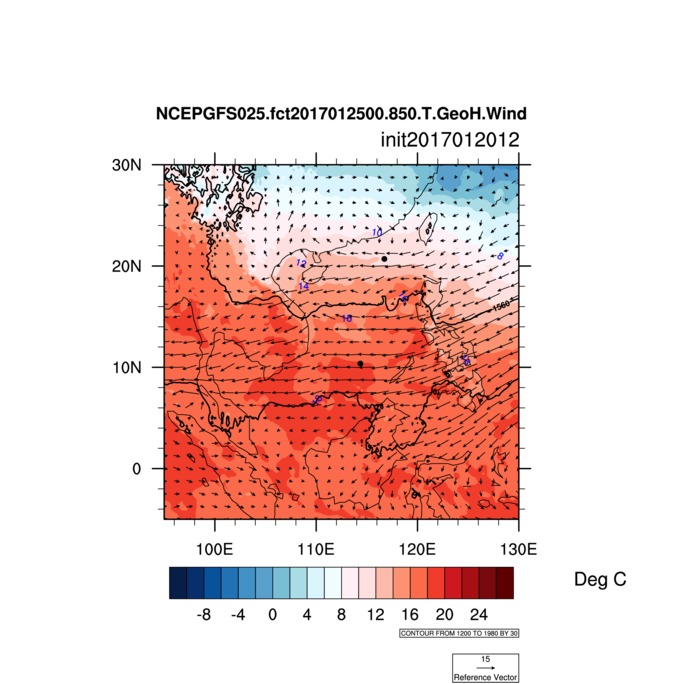 NCEPGFS025.fct2017012500.850.T.GeoH.Wind
init2017012012
30N
20N
10N
0
10
12
14
16
8
1560
100E
110E
120E
130E
-8 -4 0 4 8 12 16 20 24
Deg C
CONTOUR FROM 1200 TO 1980 BY 30
15
Reference Vector